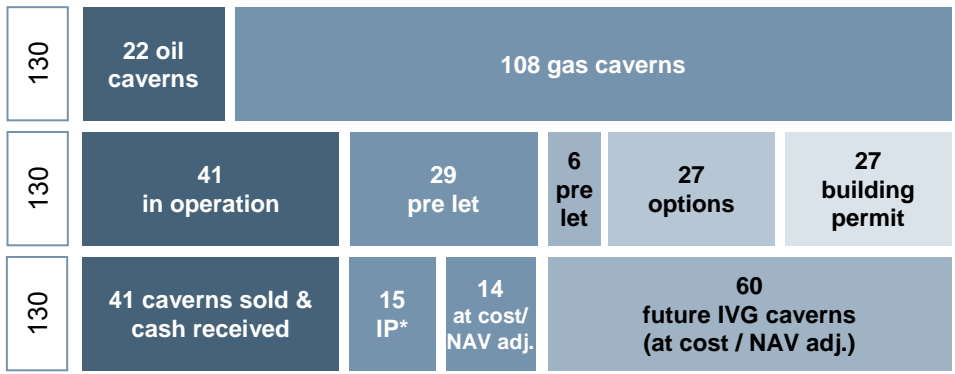 130
22 oil
caverns
108 gas caverns
130
41
in operation
29
pre let
6
pre
let
27
options
27
building
permit
130
41 caverns sold &
cash received
15
IP*
14
at cost/
NAV adj.
60
future IVG caverns
(at cost / NAV adj.)